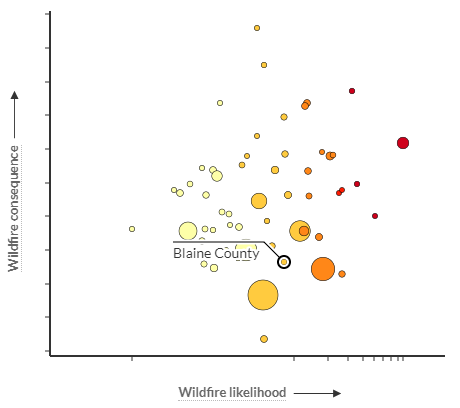 Wildfire consequence
Blaine County
Wildfire likelihood